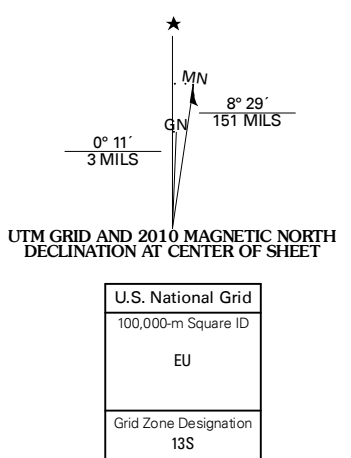 MN
8° 29´
151 MILS
GN
0° 11´
3 MILS
UTM GRID AND 2010 MAGNETIC NORTH
DECLINATION AT CENTER OF SHEET
U.S. National Grid
100,000-m Square ID
EU
Grid Zone Designation
13S